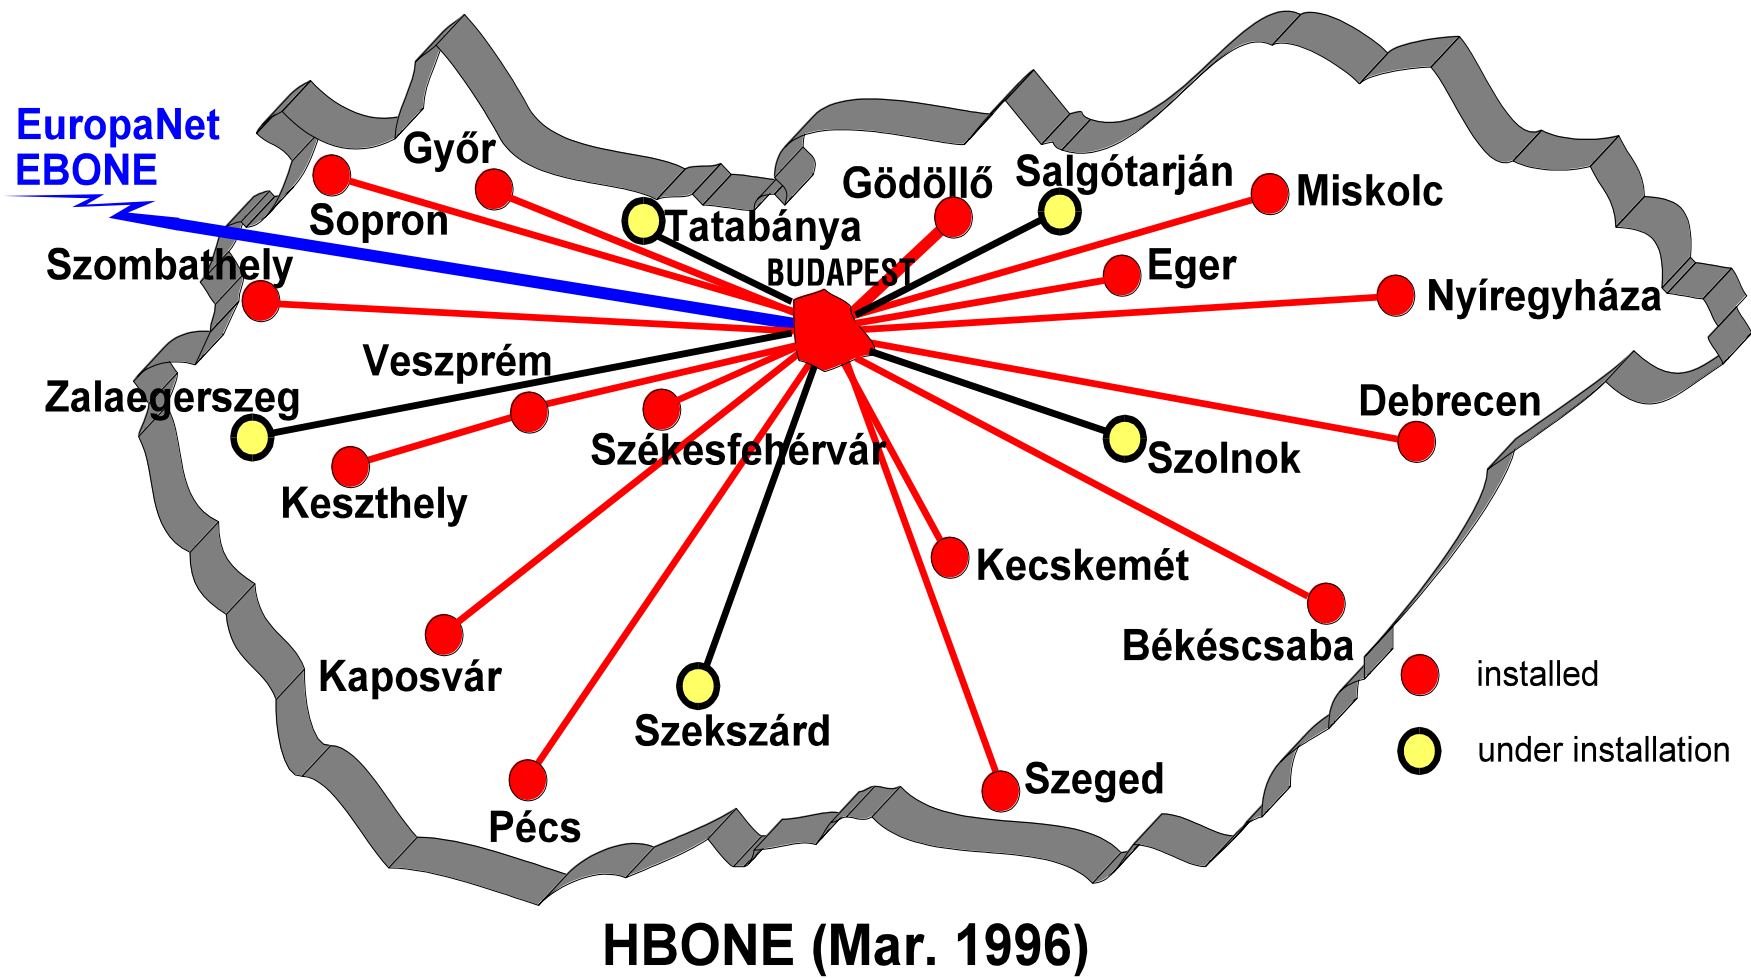 EuropaNet
EBONE
Győr
Sopron
Tatabánya
Gödöllő
Salgótarján
Miskolc
Szombathely
BUDAPEST
Eger
Nyíregyháza
Veszprém
Zalaegerszeg
Debrecen
Székesfehérvár
Szolnok
Keszthely
Kecskemét
Békéscsaba
Kaposvár
installed
Szekszárd
under installation
Szeged
Pécs
HBONE (Mar. 1996)